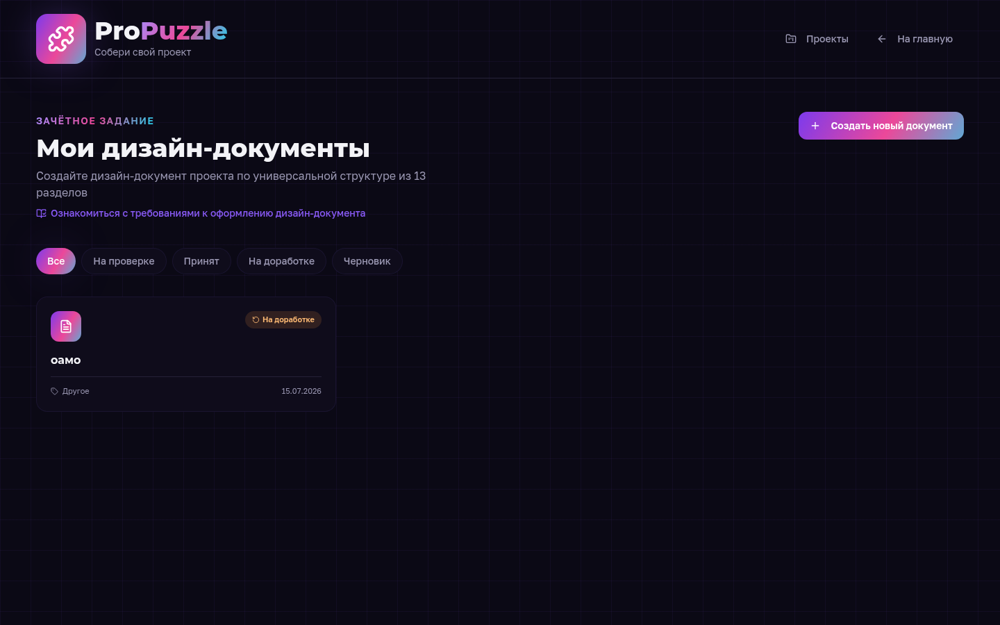 ProPuzzle
Собери свой проект
Проекты
На главную
ЗАЧЁТНОЕ ЗАДАНИЕ
Создать новый документ
Мои дизайн-документы
Создайте дизайн-документ проекта по универсальной структуре из 13
разделов
Ознакомиться с требованиями к оформлению дизайн-документа
Все
На проверке
Принят
На доработке
Черновик
На доработке
оамо
Другое
15.07.2026